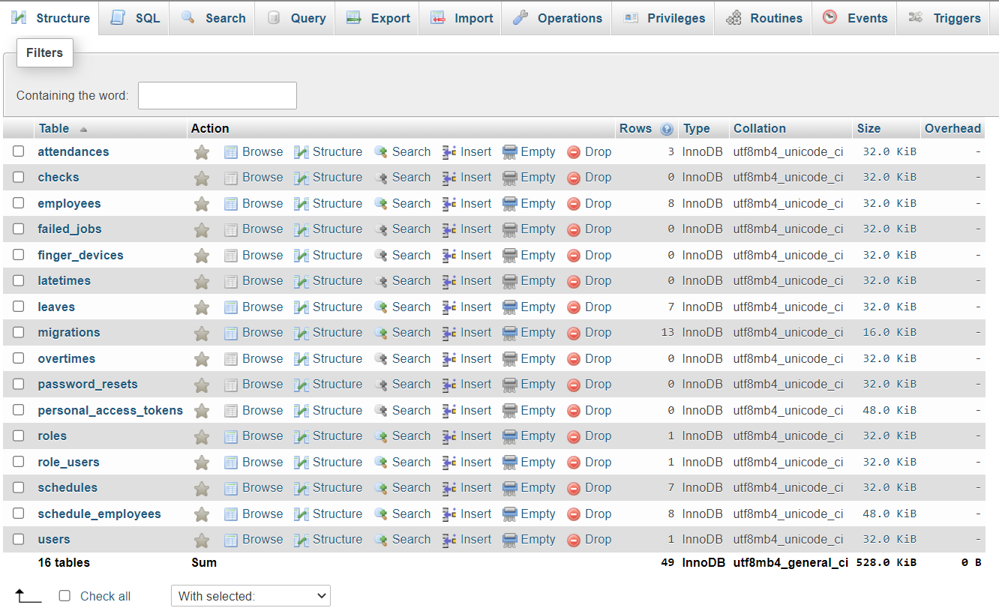 Structure SQL Search Query Export Import Operations Privileges Routines Events Triggers
Filters
Containing the word:
Table Action Rows Type Collation Size Overhead
attendances Browse Structure Search Insert Empty Drop 3 InnoDB utf8mb4_unicode_ci 32.0 KiB -
checks Browse Structure Search Insert Empty Drop 0 InnoDB utf8mb4_unicode_ci 32.0 KiB -
employees Browse Structure Search Insert Empty Drop 8 InnoDB utf8mb4_unicode_ci 32.0 KiB -
failed_jobs Browse Structure Search Insert Empty Drop 0 InnoDB utf8mb4_unicode_ci 32.0 KiB -
finger_devices Browse Structure Search Insert Empty Drop 0 InnoDB utf8mb4_unicode_ci 32.0 KiB -
latetimes Browse Structure Search Insert Empty Drop 0 InnoDB utf8mb4_unicode_ci 32.0 KiB -
leaves Browse Structure Search Insert Empty Drop 7 InnoDB utf8mb4_unicode_ci 32.0 KiB -
migrations Browse Structure Search Insert Empty Drop 13 InnoDB utf8mb4_unicode_ci 16.0 KiB -
overtimes Browse Structure Search Insert Empty Drop 0 InnoDB utf8mb4_unicode_ci 32.0 KiB -
password_resets Browse Structure Search Insert Empty Drop 0 InnoDB utf8mb4_unicode_ci 32.0 KiB -
personal_access_tokens Browse Structure Search Insert Empty Drop 0 InnoDB utf8mb4_unicode_ci 48.0 KiB -
roles Browse Structure Search Insert Empty Drop 1 InnoDB utf8mb4_unicode_ci 32.0 KiB -
role_users Browse Structure Search Insert Empty Drop 1 InnoDB utf8mb4_unicode_ci 32.0 KiB -
schedules Browse Structure Search Insert Empty Drop 7 InnoDB utf8mb4_unicode_ci 32.0 KiB -
schedule_employees Browse Structure Search Insert Empty Drop 8 InnoDB utf8mb4_unicode_ci 48.0 KiB -
users Browse Structure Search Insert Empty Drop 1 InnoDB utf8mb4_unicode_ci 32.0 KiB -
16 tables Sum 49 InnoDB utf8mb4_general_ci 528.0 KiB 0 B
Check all With selected: